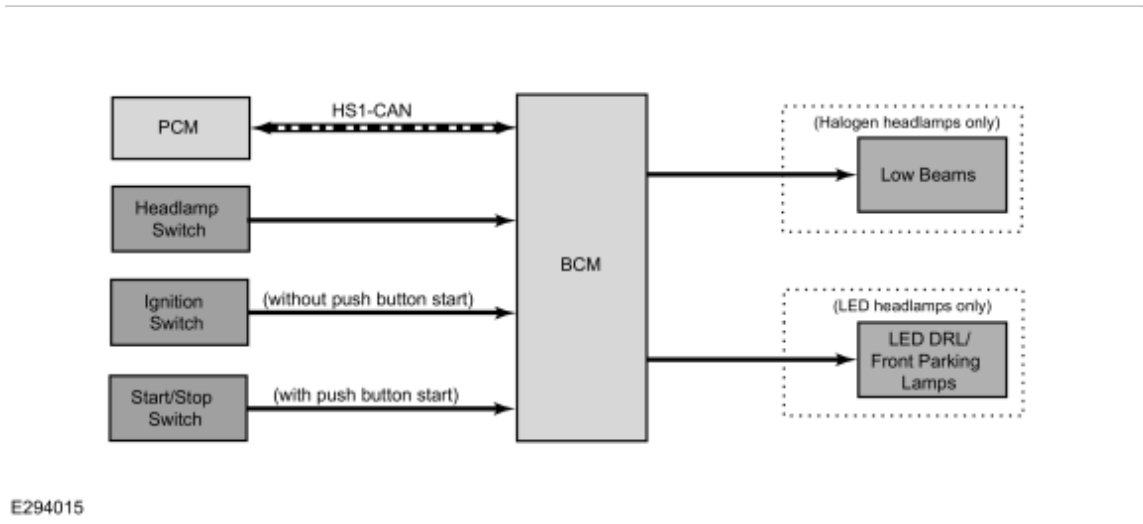 PCM
HS1-CAN
Headlamp
Switch
Ignition
Switch
(without push button start)
Start/Stop
Switch
(with push button start)
BCM
(Halogen headlamps only)
Low Beams
(LED headlamps only)
LED DRL/
Front Parking
Lamps
E294015